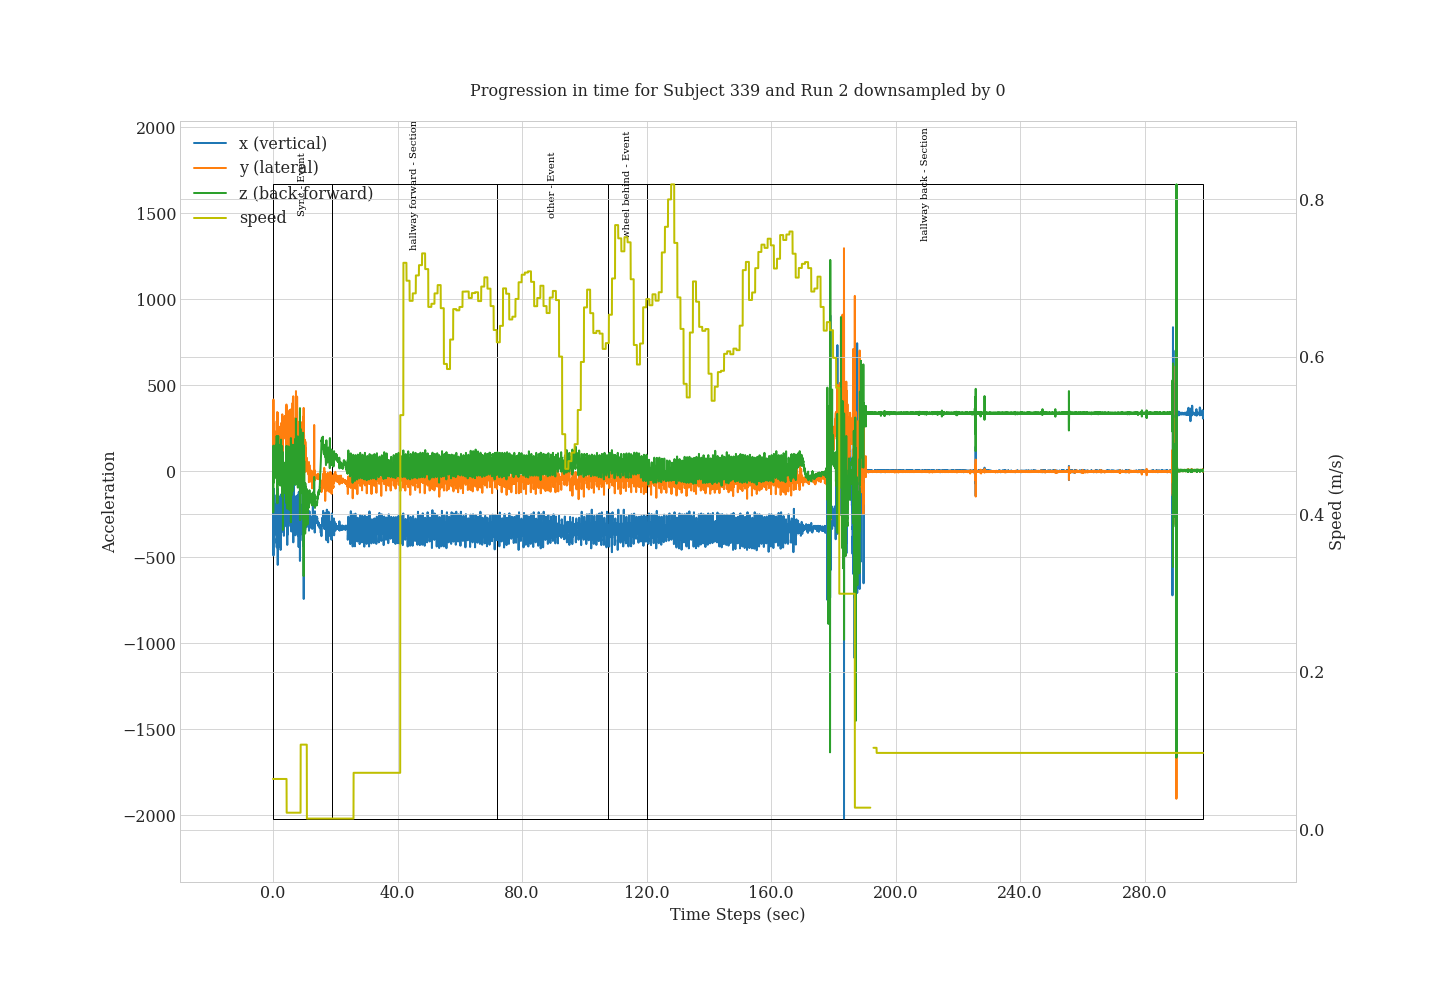 Progression in time for Subject 339 and Run 2 downsampled by 0
2000
1500
1000
500
0
−500
−1000
−1500
−2000
Acceleration
x (vertical)
y (lateral)
z (back-forward)
speed
Sync - Event
hallway forward - Section
other - Event
wheel behind - Event
hallway back - Section
0.8
0.6
0.4
0.2
0.0
Speed (m/s)
0.0 40.0 80.0 120.0 160.0 200.0 240.0 280.0
Time Steps (sec)